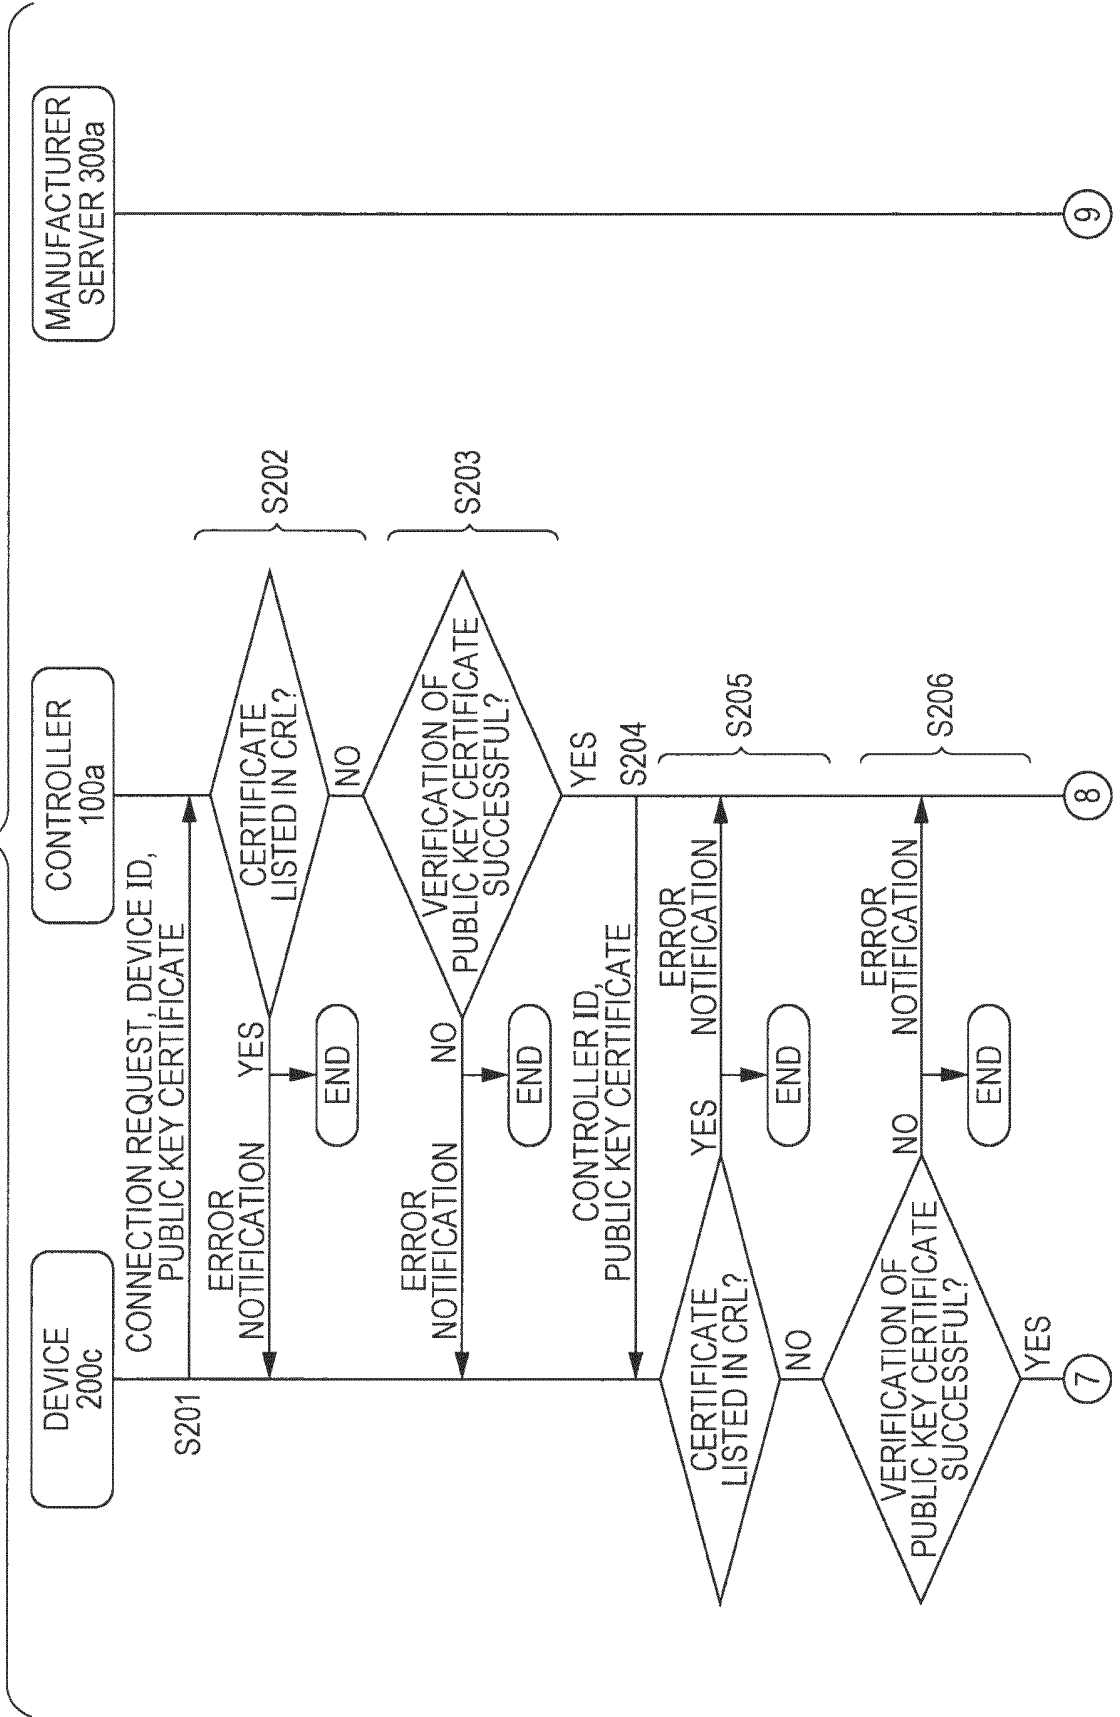 DEVICE
200c
CONTROLLER
100a
MANUFACTURER
SERVER 300a
CONNECTION REQUEST, DEVICE ID,
PUBLIC KEY CERTIFICATE
S201
CERTIFICATE
LISTED IN CRL?
S202
YES
ERROR
NOTIFICATION
END
NO
VERIFICATION OF
PUBLIC KEY CERTIFICATE
SUCCESSFUL?
S203
NO
ERROR
NOTIFICATION
END
YES
S204
CONTROLLER ID,
PUBLIC KEY CERTIFICATE
CERTIFICATE
LISTED IN CRL?
YES
ERROR
NOTIFICATION
S205
END
NO
VERIFICATION OF
PUBLIC KEY CERTIFICATE
SUCCESSFUL?
NO
ERROR
NOTIFICATION
S206
END
YES
7
8
9